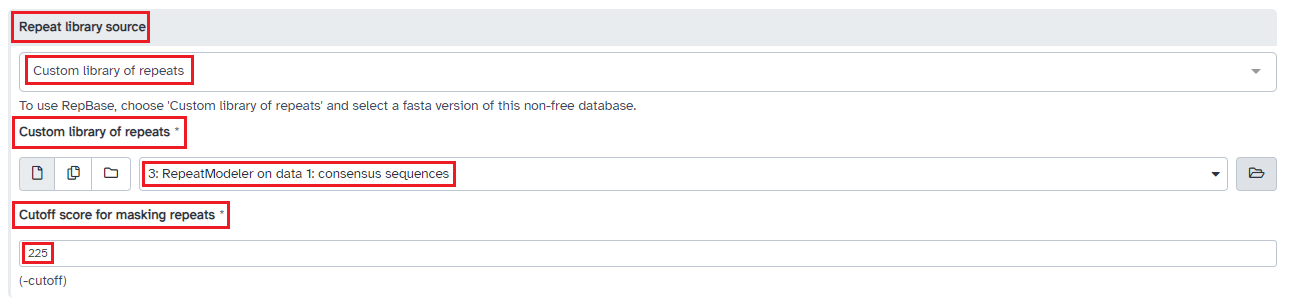 Repeat library source
Custom library of repeats
To use RepBase, choose 'Custom library of repeats' and select a fasta version of this non-free database.
Custom library of repeats *
3: RepeatModeler on data 1: consensus sequences
Cutoff score for masking repeats *
225
(-cutoff)